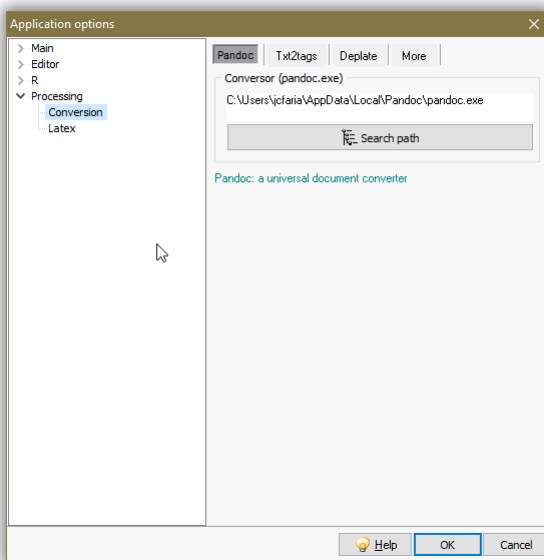 Application options
Main
Editor
R
Processing
Conversion
Latex
Pandoc Txt2tags Deplate More
Conversor (pandoc.exe)
C:\Users\jcfaria\AppData\Local\Pandoc\pandoc.exe
Search path
Pandoc: a universal document converter
Help OK Cancel